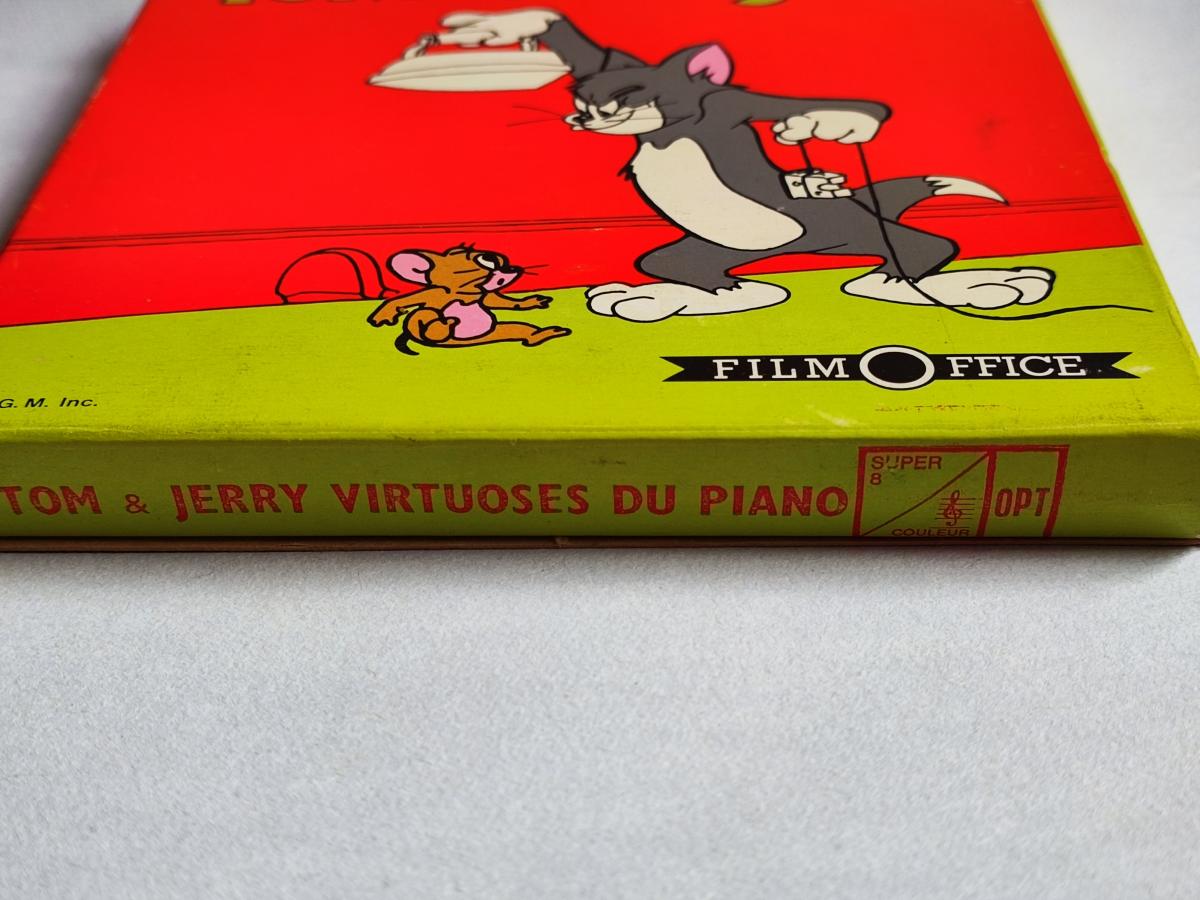 G. M. Inc.
FILM OFFICE
TOM & JERRY VIRTUOSES DU PIANO
SUPER
8
COULEUR
OPT